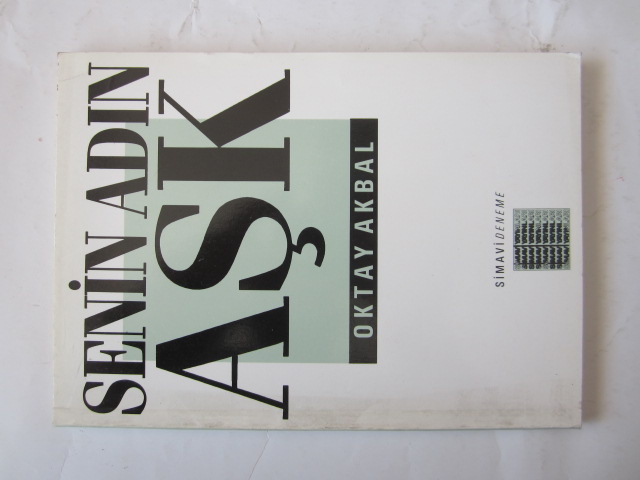 SENİN ADIN
AŞK
OKTAY AKBAL
SİMAVİ DENEME